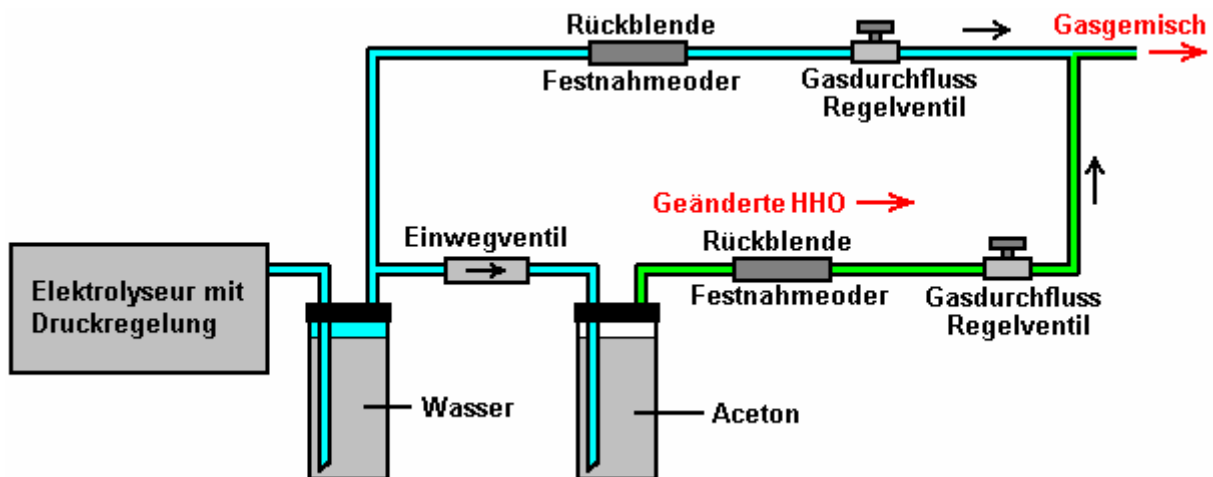 Rückblende
Festnahmeoder
Gasdurchfluss
Regelventil
Gasgemisch
Geänderte HHO
Einwegventil
Rückblende
Festnahmeoder
Gasdurchfluss
Regelventil
Elektrolyseur mit
Druckregelung
Wasser
Aceton